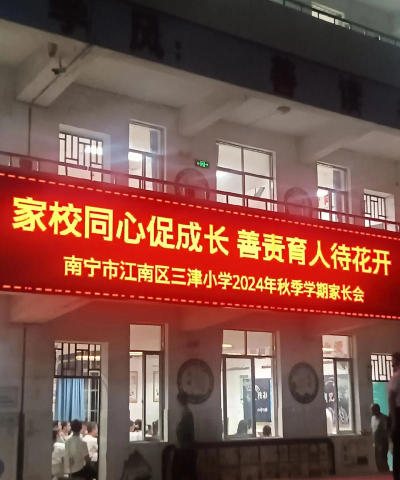 家校同心促成长 善责育人待花开
南宁市江南区三津小学2024年秋季学期家长会